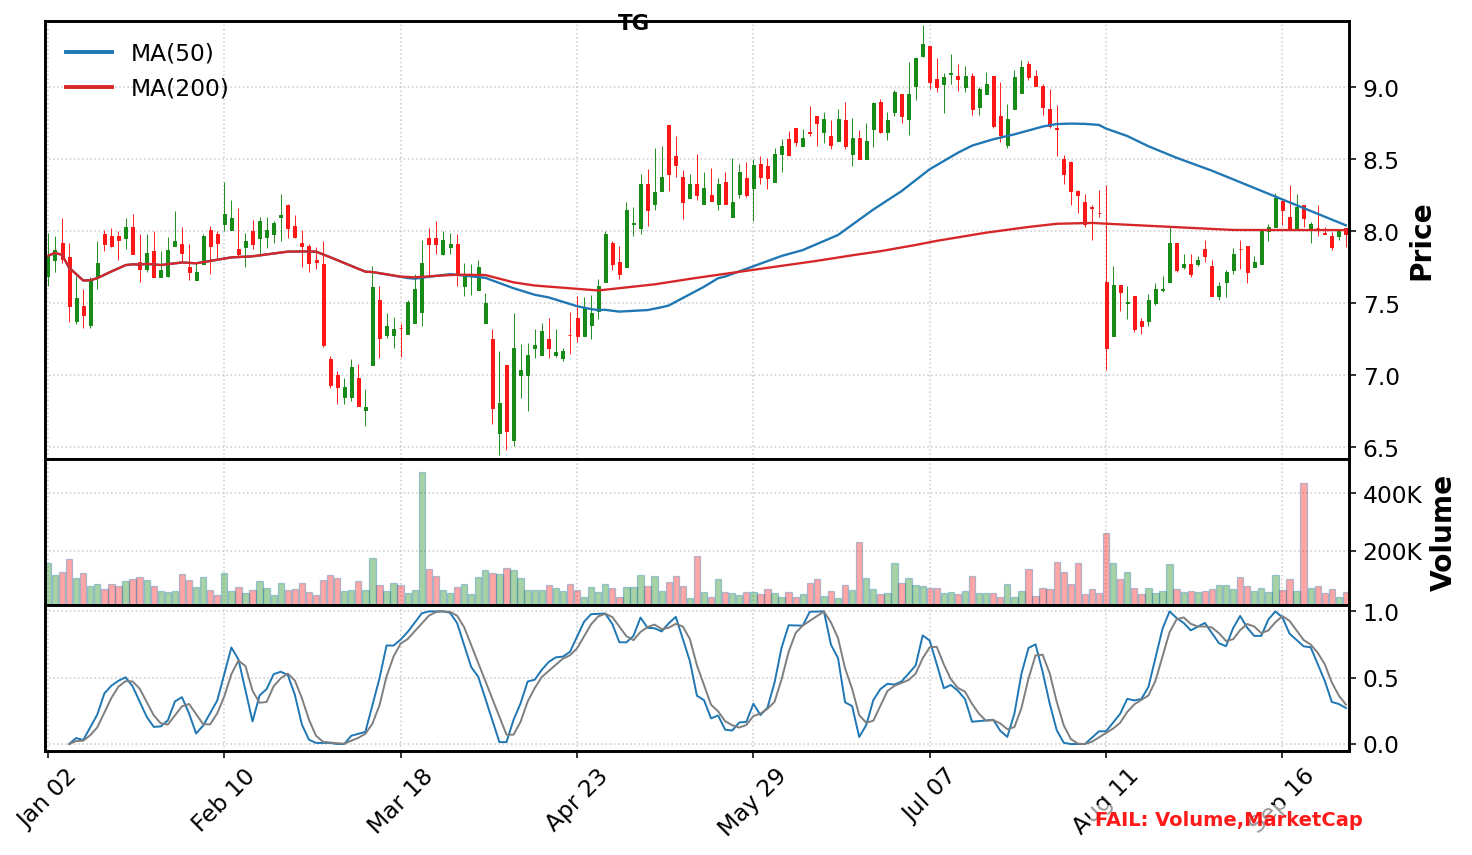 TG
MA(50)
MA(200)
9.0
8.5
8.0
7.5
7.0
6.5
Price
400K
200K
Volume
1.0
0.5
0.0
Jan 02
Feb 10
Mar 18
Apr 23
May 29
Jul 07
Aug 11
Sep 16
FAIL: Volume,MarketCap